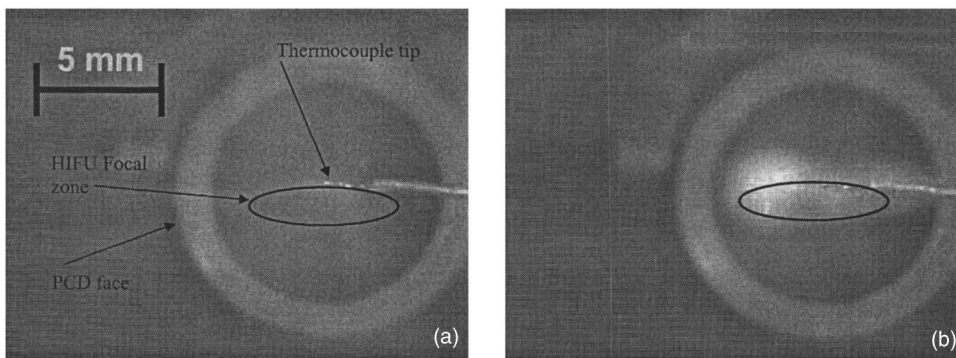 5 mm
Thermocouple tip
HIFU Focal
zone
PCD face
(a)
(b)